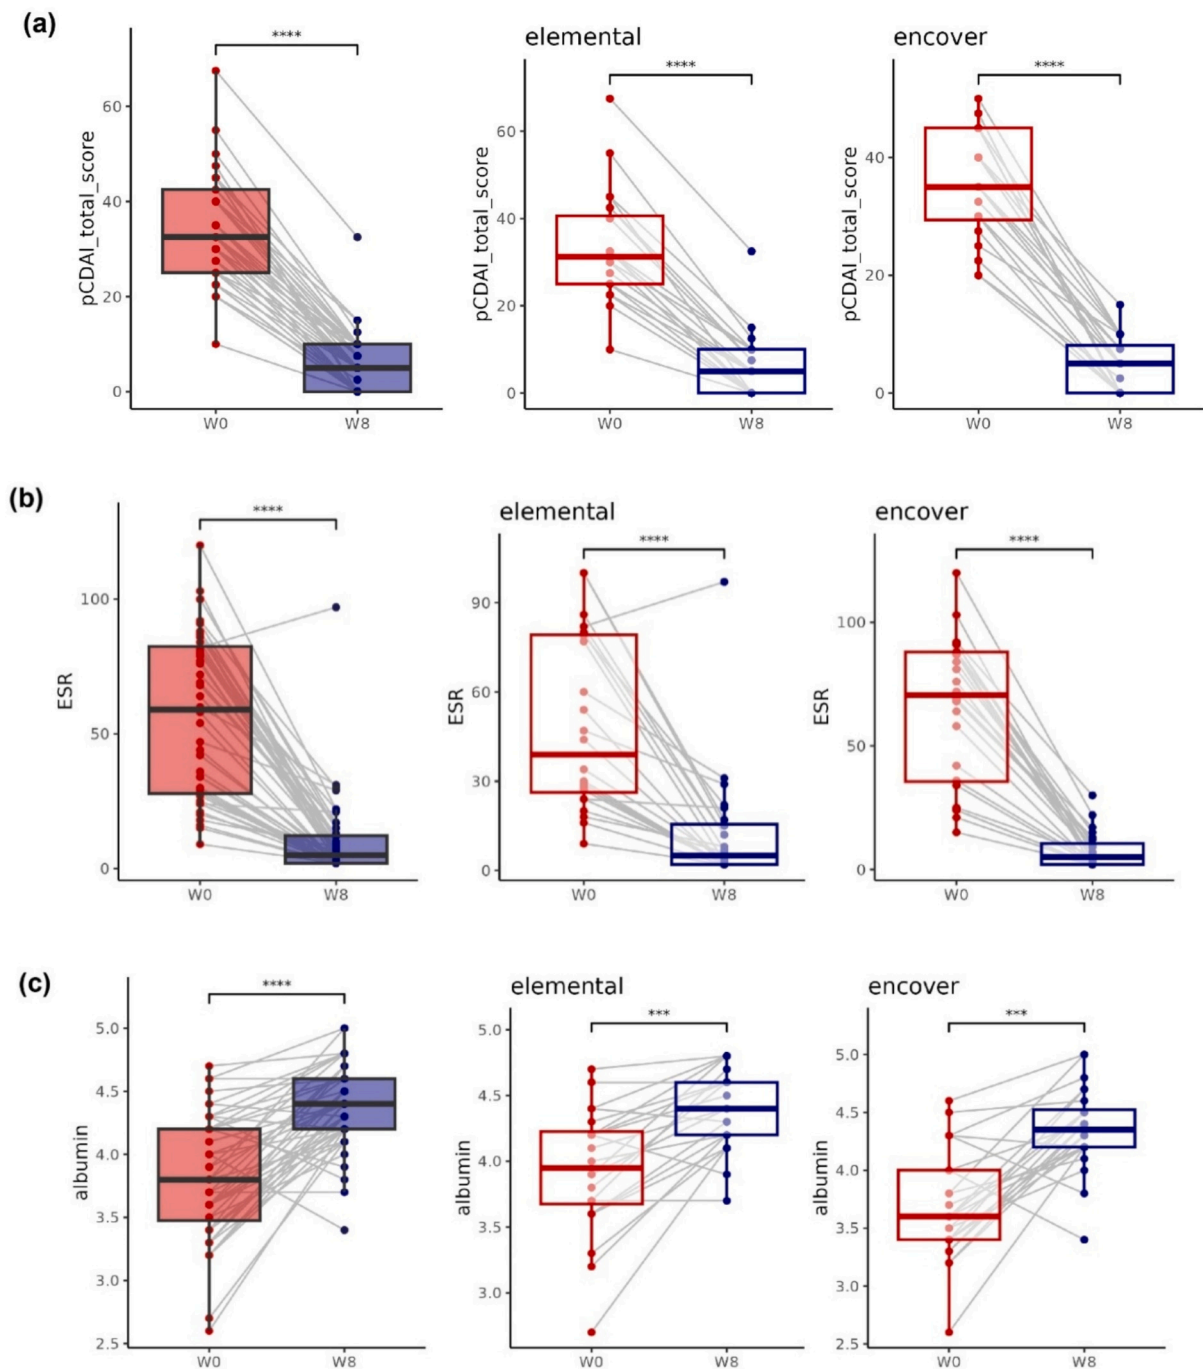 (a)
****
pCDAI_total_score
60
40
20
0
W0 W8
elemental
****
pCDAI_total_score
60
40
20
0
W0 W8
encover
****
pCDAI_total_score
40
20
0
W0 W8
(b)
****
ESR
100
50
0
W0 W8
elemental
****
ESR
90
60
30
0
W0 W8
encover
****
ESR
100
50
0
W0 W8
(c)
****
albumin
5.0
4.5
4.0
3.5
3.0
2.5
W0 W8
elemental
***
albumin
5.0
4.5
4.0
3.5
3.0
W0 W8
encover
***
albumin
5.0
4.5
4.0
3.5
3.0
2.5
W0 W8